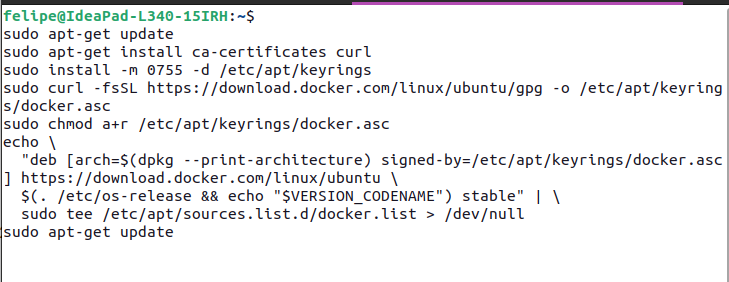 felipe@IdeaPad-L340-15IRH:~$
sudo apt-get update
sudo apt-get install ca-certificates curl
sudo install -m 0755 -d /etc/apt/keyrings
sudo curl -fsSL https://download.docker.com/linux/ubuntu/gpg -o /etc/apt/keyring
s/docker.asc
sudo chmod a+r /etc/apt/keyrings/docker.asc
echo \
  "deb [arch=$(dpkg --print-architecture) signed-by=/etc/apt/keyrings/docker.asc
] https://download.docker.com/linux/ubuntu \
  $(. /etc/os-release && echo "$VERSION_CODENAME") stable" | \
  sudo tee /etc/apt/sources.list.d/docker.list > /dev/null
sudo apt-get update